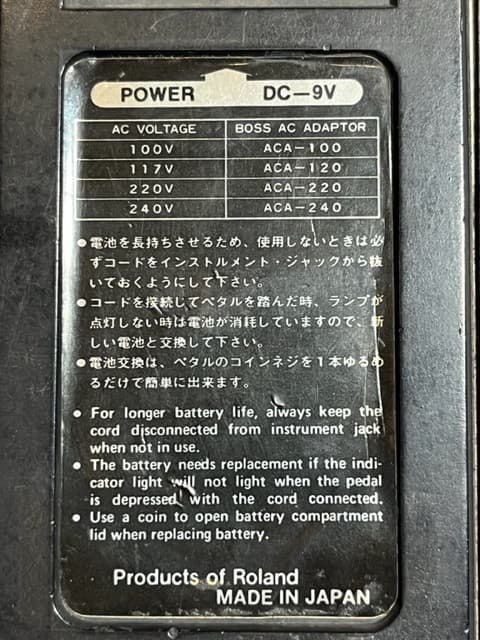 POWER DC-9V
AC VOLTAGE BOSS AC ADAPTOR
100V ACA-100
117V ACA-120
220V ACA-220
240V ACA-240
●電池を長持ちさせるため、使用しないときは必
ずコードをインストルメント・ジャックから抜
いておくようにして下さい。
●コードを接続してペタルを踏んだ時、ランプが
点灯しない時は電池が消耗していますので、新
しい電池と交換して下さい。
●電池交換は、ペタルのコインネジを1本ゆるめ
るだけで簡単に出来ます。
● For longer battery life, always keep the
cord disconnected from instrument jack
when not in use.
● The battery needs replacement if the indi-
cator light will not light when the pedal
is depressed with the cord connected.
● Use a coin to open battery compartment
lid when replacing battery.
Products of Roland
MADE IN JAPAN